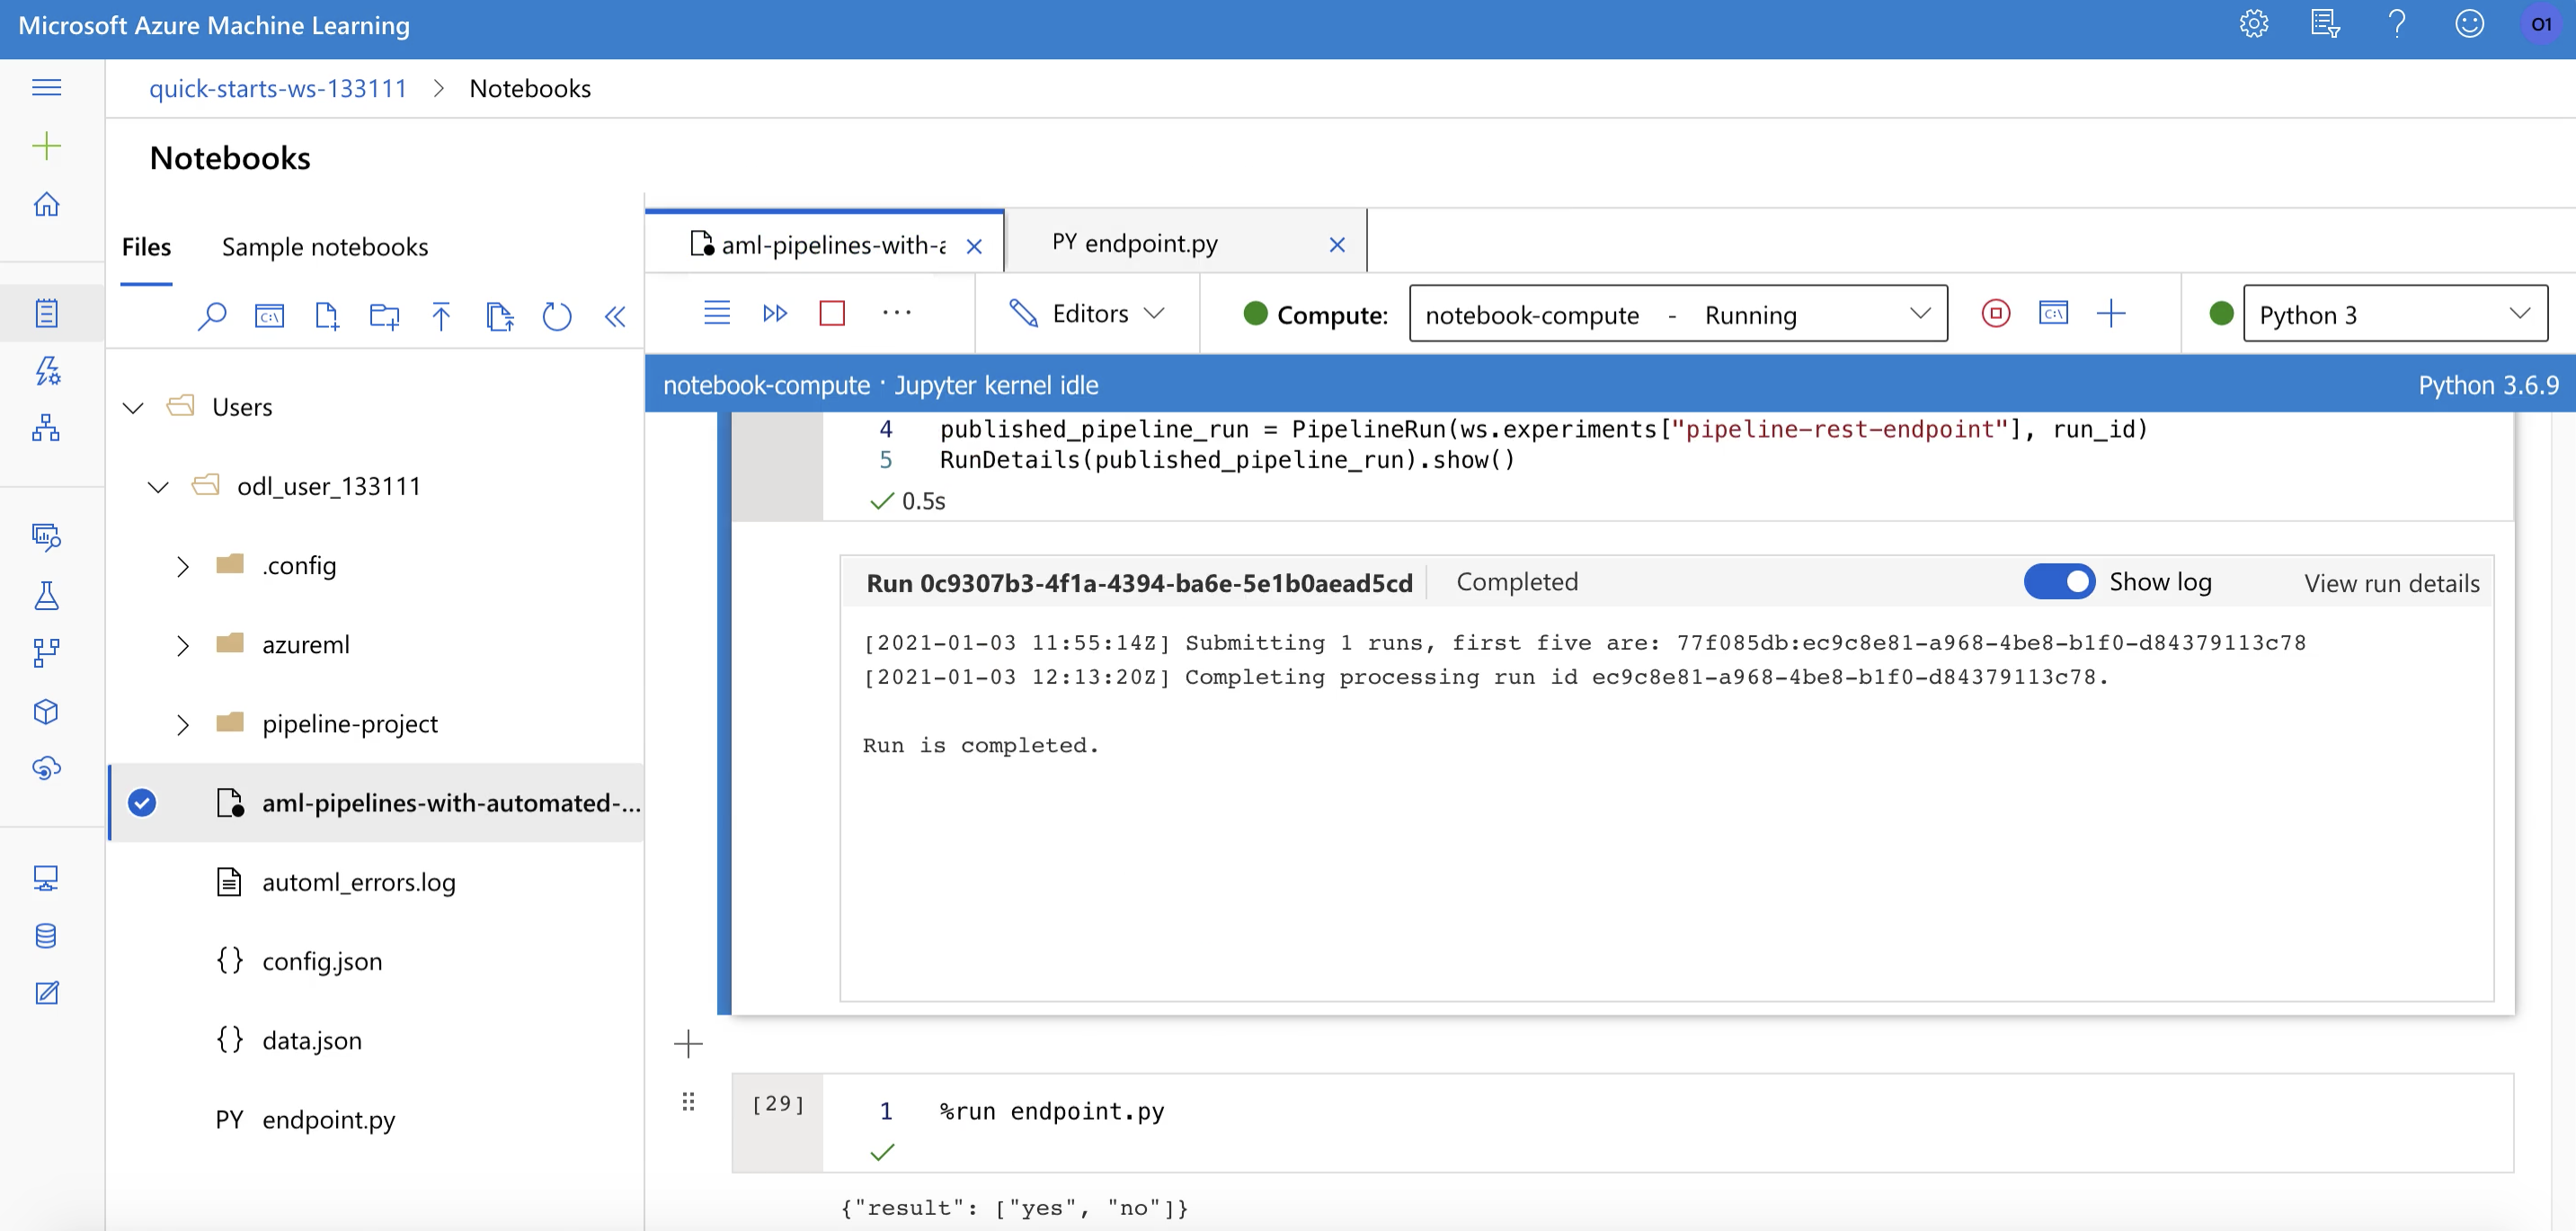 Microsoft Azure Machine Learning
O1
quick-starts-ws-133111 > Notebooks
Notebooks
Files Sample notebooks
aml-pipelines-with-a
PY endpoint.py
Editors
Compute:
notebook-compute - Running
Python 3
notebook-compute · Jupyter kernel idle
Python 3.6.9
Users
odl_user_133111
.config
azureml
pipeline-project
aml-pipelines-with-automated-...
automl_errors.log
{} config.json
{} data.json
PY endpoint.py
4 published_pipeline_run = PipelineRun(ws.experiments["pipeline-rest-endpoint"], run_id)
5 RunDetails(published_pipeline_run).show()
0.5s
Run 0c9307b3-4f1a-4394-ba6e-5e1b0aead5cd Completed Show log View run details
[2021-01-03 11:55:14Z] Submitting 1 runs, first five are: 77f085db:ec9c8e81-a968-4be8-b1f0-d84379113c78
[2021-01-03 12:13:20Z] Completing processing run id ec9c8e81-a968-4be8-b1f0-d84379113c78.
Run is completed.
[29] 1 %run endpoint.py
{"result": ["yes", "no"]}